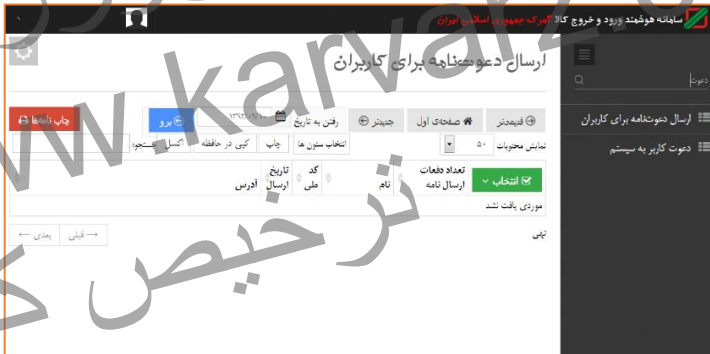 سامانه هوشمند ورود و خروج کالا گمرک جمهوری اسلامی ایران
دعوت
ارسال دعوتنامه برای کاربران
دعوت کاربر به سیستم
ارسال دعوتنامه برای کاربران
قدیمی‌تر صفحه‌ی اول جدیدتر رفتن به تاریخ برو چاپ نامه‌ها
نمایش محتویات ۵۰ انتخاب ستون ها چاپ کپی در حافظه اکسل جستجو:
انتخاب تعداد دفعات ارسال نامه نام کد ملی تاریخ ارسال آدرس
موردی یافت نشد
تهی
← قبلی بعدی →
W.karvarz.
ترخیص ک